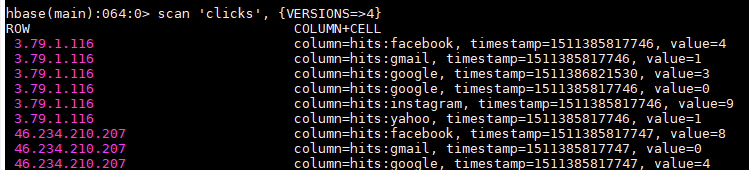 hbase(main):064:0> scan 'clicks', {VERSIONS=>4}
ROW COLUMN+CELL
3.79.1.116 column=hits:facebook, timestamp=1511385817746, value=4
3.79.1.116 column=hits:gmail, timestamp=1511385817746, value=1
3.79.1.116 column=hits:google, timestamp=1511386821530, value=3
3.79.1.116 column=hits:google, timestamp=1511385817746, value=0
3.79.1.116 column=hits:instagram, timestamp=1511385817746, value=9
3.79.1.116 column=hits:yahoo, timestamp=1511385817746, value=1
46.234.210.207 column=hits:facebook, timestamp=1511385817747, value=8
46.234.210.207 column=hits:gmail, timestamp=1511385817747, value=0
46.234.210.207 column=hits:google, timestamp=1511385817747, value=4